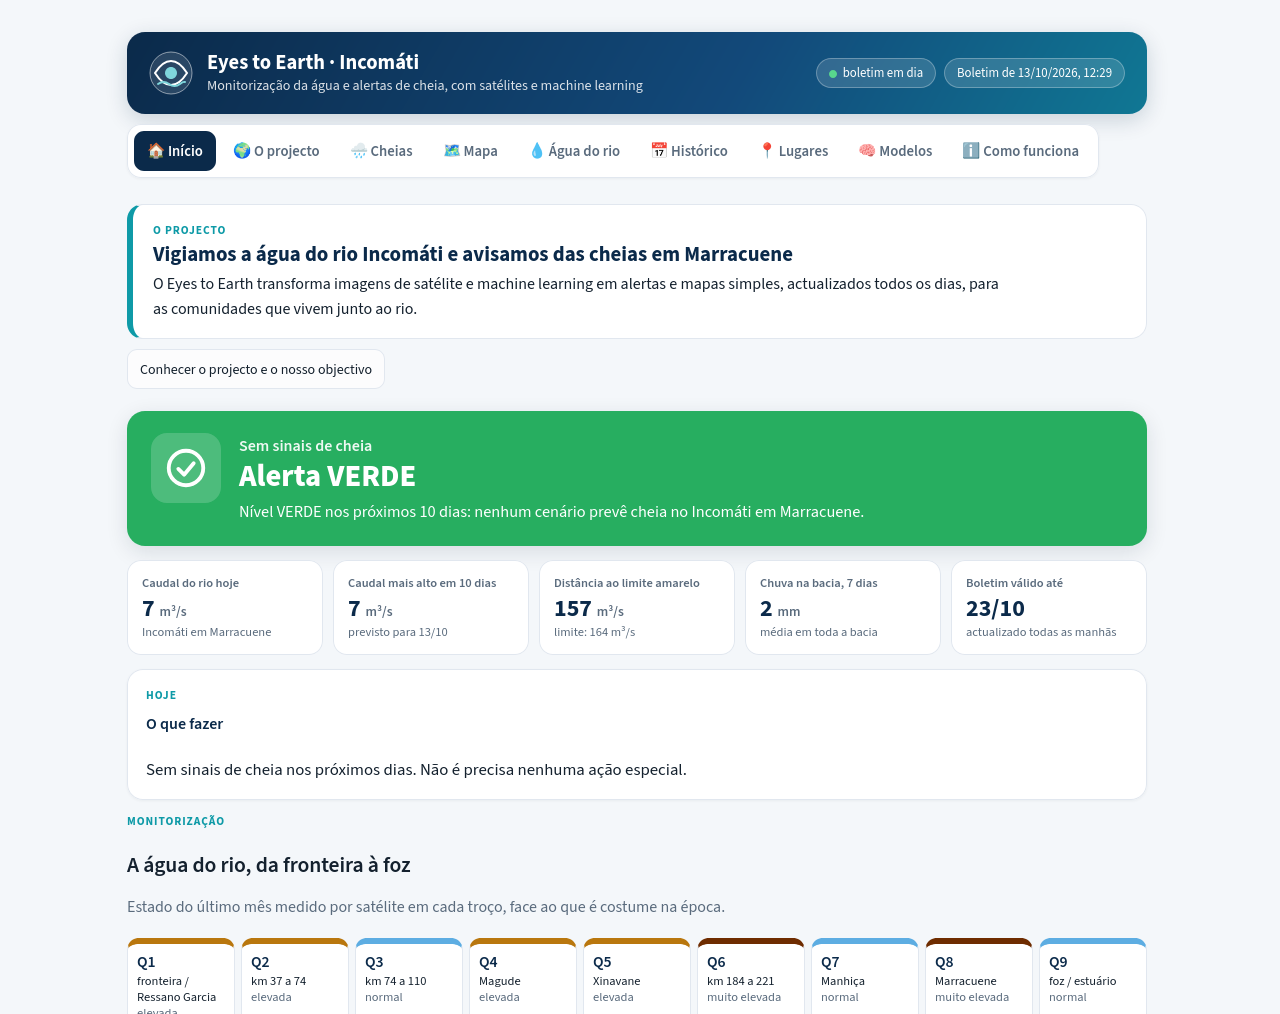 Eyes to Earth · Incomáti
Monitorização da água e alertas de cheia, com satélites e machine learning
boletim em dia
Boletim de 13/10/2026, 12:29
Início
O projecto
Cheias
Mapa
Água do rio
Histórico
Lugares
Modelos
Como funciona
O PROJECTO
Vigiamos a água do rio Incomáti e avisamos das cheias em Marracuene
O Eyes to Earth transforma imagens de satélite e machine learning em alertas e mapas simples, actualizados todos os dias, para
as comunidades que vivem junto ao rio.
Conhecer o projecto e o nosso objectivo
Sem sinais de cheia
Alerta VERDE
Nível VERDE nos próximos 10 dias: nenhum cenário prevê cheia no Incomáti em Marracuene.
Caudal do rio hoje
7 m³/s
Incomáti em Marracuene
Caudal mais alto em 10 dias
7 m³/s
previsto para 13/10
Distância ao limite amarelo
157 m³/s
limite: 164 m³/s
Chuva na bacia, 7 dias
2 mm
média em toda a bacia
Boletim válido até
23/10
actualizado todas as manhãs
HOJE
O que fazer
Sem sinais de cheia nos próximos dias. Não é precisa nenhuma ação especial.
MONITORIZAÇÃO
A água do rio, da fronteira à foz
Estado do último mês medido por satélite em cada troço, face ao que é costume na época.
Q1
fronteira /
Ressano Garcia
elevada
Q2
km 37 a 74
elevada
Q3
km 74 a 110
normal
Q4
Magude
elevada
Q5
Xinavane
elevada
Q6
km 184 a 221
muito elevada
Q7
Manhiça
normal
Q8
Marracuene
muito elevada
Q9
foz / estuário
normal